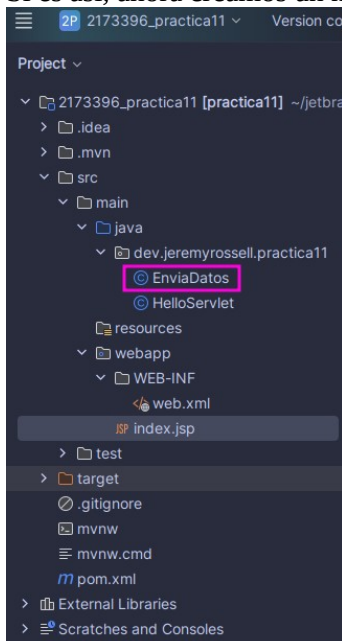 2P 2173396_practica11 Version co
Project
2173396_practica11 [practica11] ~/jetbra
.idea
.mvn
src
main
java
dev.jeremyrossell.practica11
EnviaDatos
HelloServlet
resources
webapp
WEB-INF
web.xml
JSP index.jsp
test
target
.gitignore
mvnw
mvnw.cmd
m pom.xml
External Libraries
Scratches and Consoles